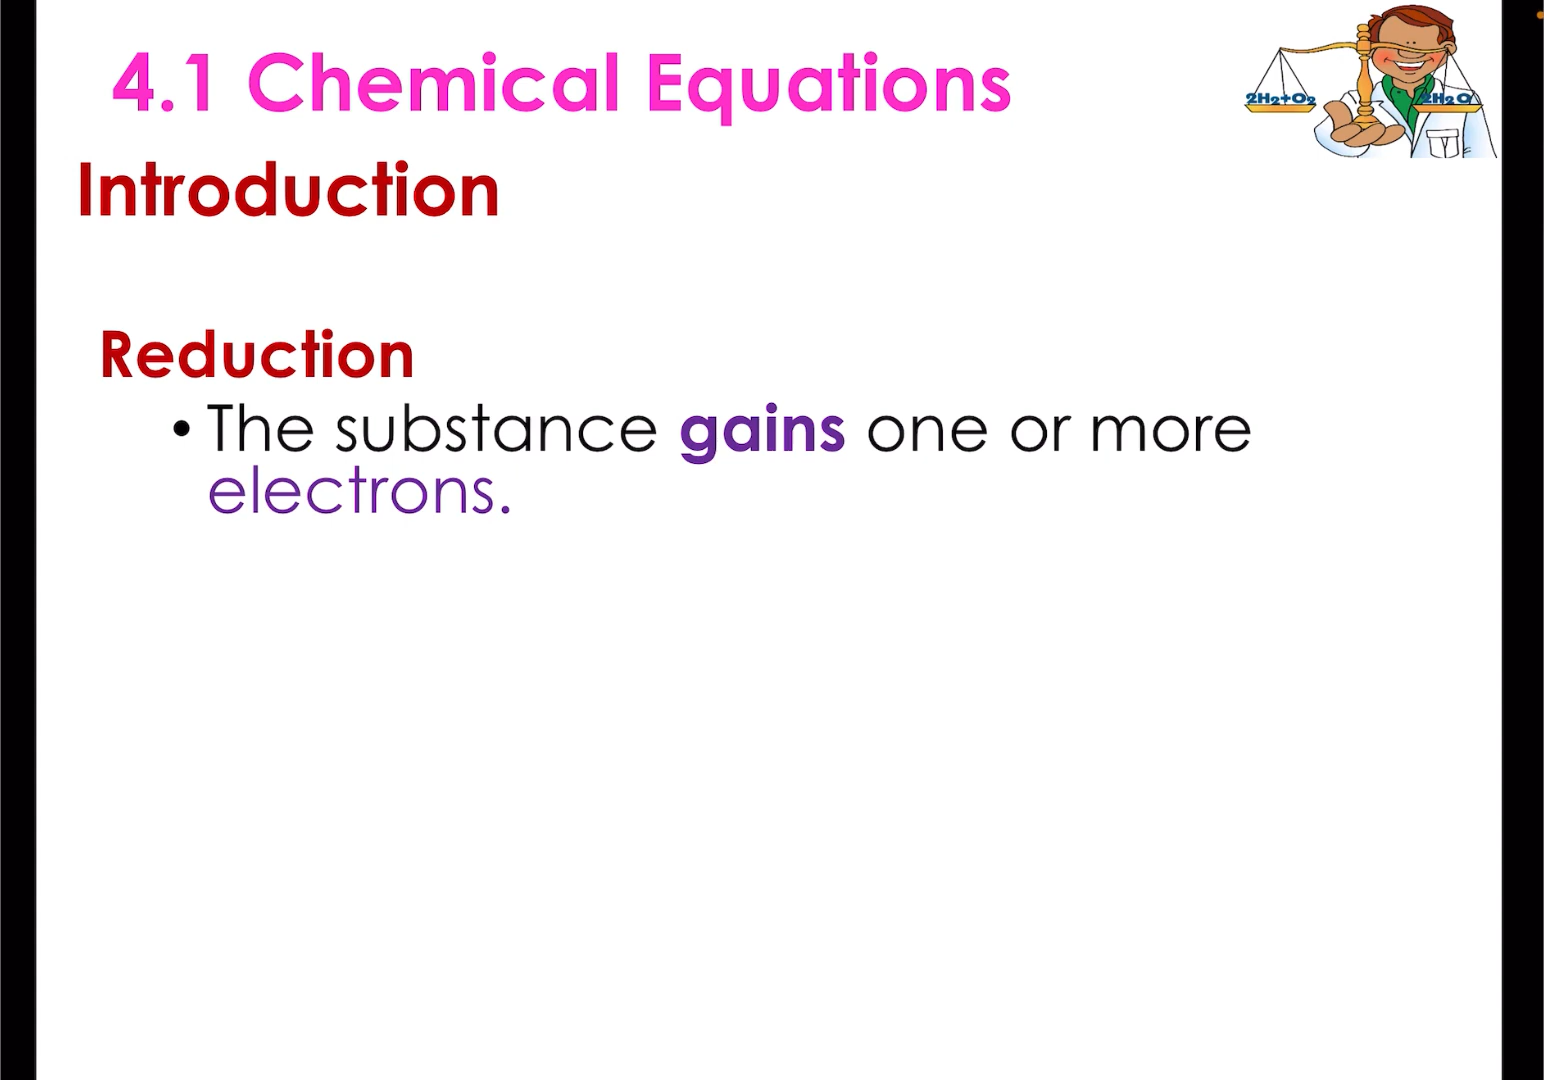 4.1 Chemical Equations
2H₂+O₂
2H₂O
Introduction
Reduction
• The substance gains one or more
electrons.